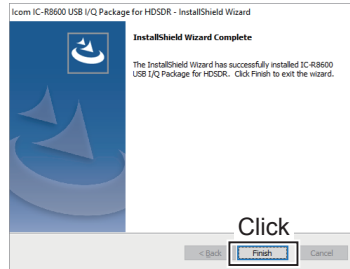 Icom IC-R8600 USB I/Q Package for HDSDR - InstallShield Wizard
InstallShield Wizard Complete
The InstallShield Wizard has successfully installed IC-R8600
USB I/Q Package for HDSDR. Click Finish to exit the wizard.
Click
< Back Finish Cancel